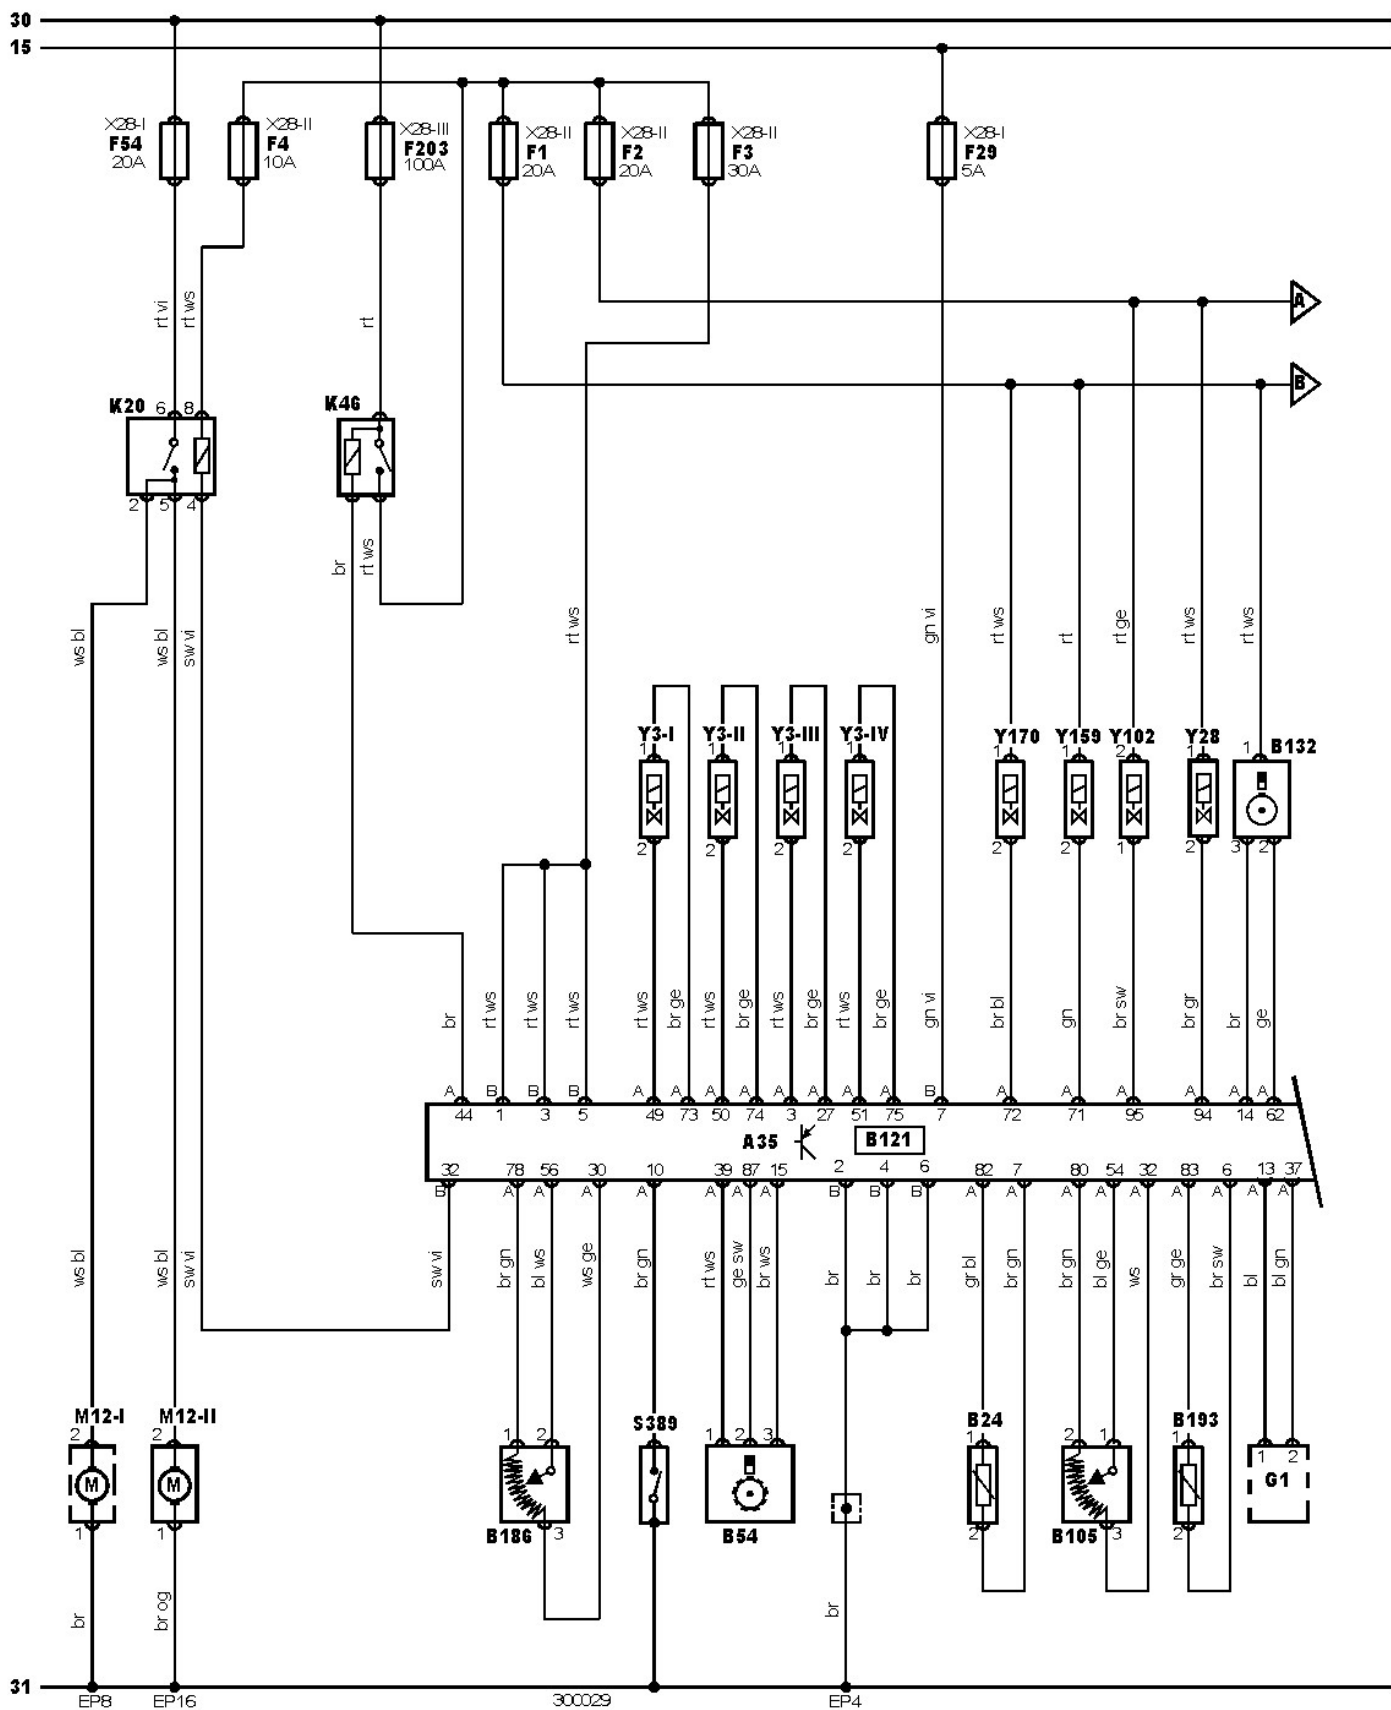 30
15
X28-I X28-II X28-III X28-II X28-II X28-II X28-I
F54 F4 F203 F1 F2 F3 F29
20A 10A 100A 20A 20A 30A 5A
A
rt vi rt ws rt
B
K20 6 8 K46
2 5 4
br rt ws
ws bl ws bl sw vi rt ws gn vi rt ws rt rt ge rt ws rt ws
Y3-I Y3-II Y3-III Y3-IV Y170 Y159 Y102 Y28 B132
1 1 1 1 1 1 2 1 1
2 2 2 2 2 2 1 2 3 2
br rt ws rt ws rt ws rt ws br ge rt ws br ge rt ws br ge rt ws br ge gn vi br bl gn br sw br gr br ge
A B B B A A A A A A A A B A A A A A A
44 1 3 5 49 73 50 74 3 27 51 75 7 72 71 95 94 14 62
A35 B121
32 78 56 30 10 39 87 15 2 4 6 82 7 80 54 32 83 6 13 37
B A A A A A A A B B B A A A A A A A A A
ws bl ws bl sw vi sw vi br gn bl ws ws ge br gn rt ws ge sw br ws br br br gr bl br gn br gn bl ge ws gr ge br sw bl bl gn
M12-I M12-II S389 B24 B193
2 2 1 2 1 2 3 1 2 1 1
M M 1 2
G1
1 1 B186 3 B54 2 B105 3 2
br br og br
31
EP8 EP16 300029 EP4